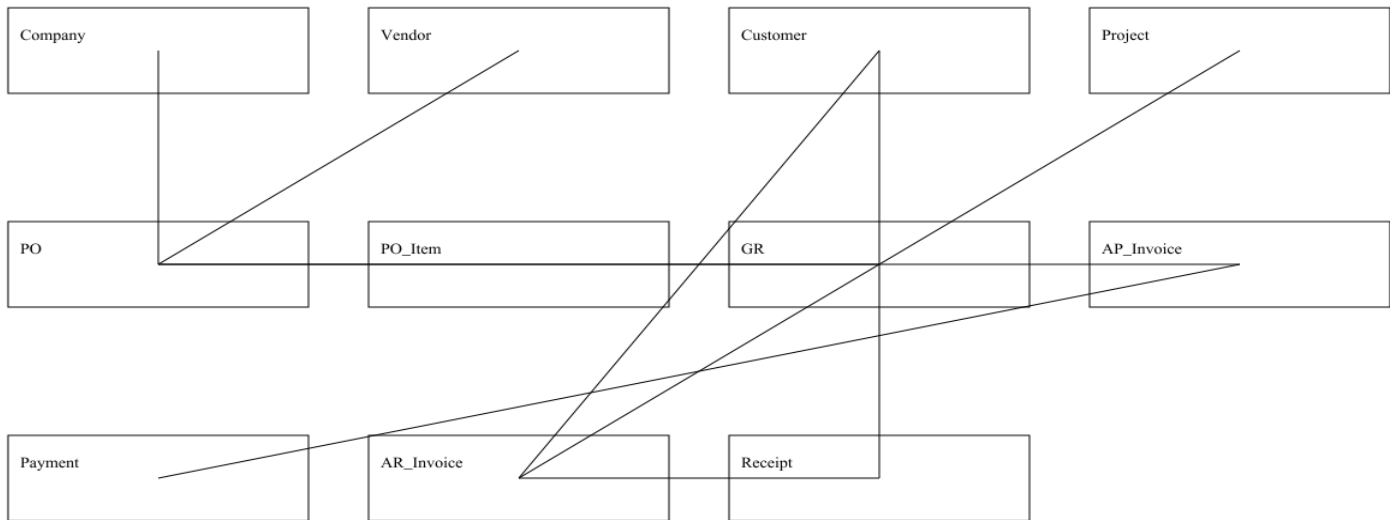 Company
Vendor
Customer
Project
PO
PO_Item
GR
AP_Invoice
Payment
AR_Invoice
Receipt